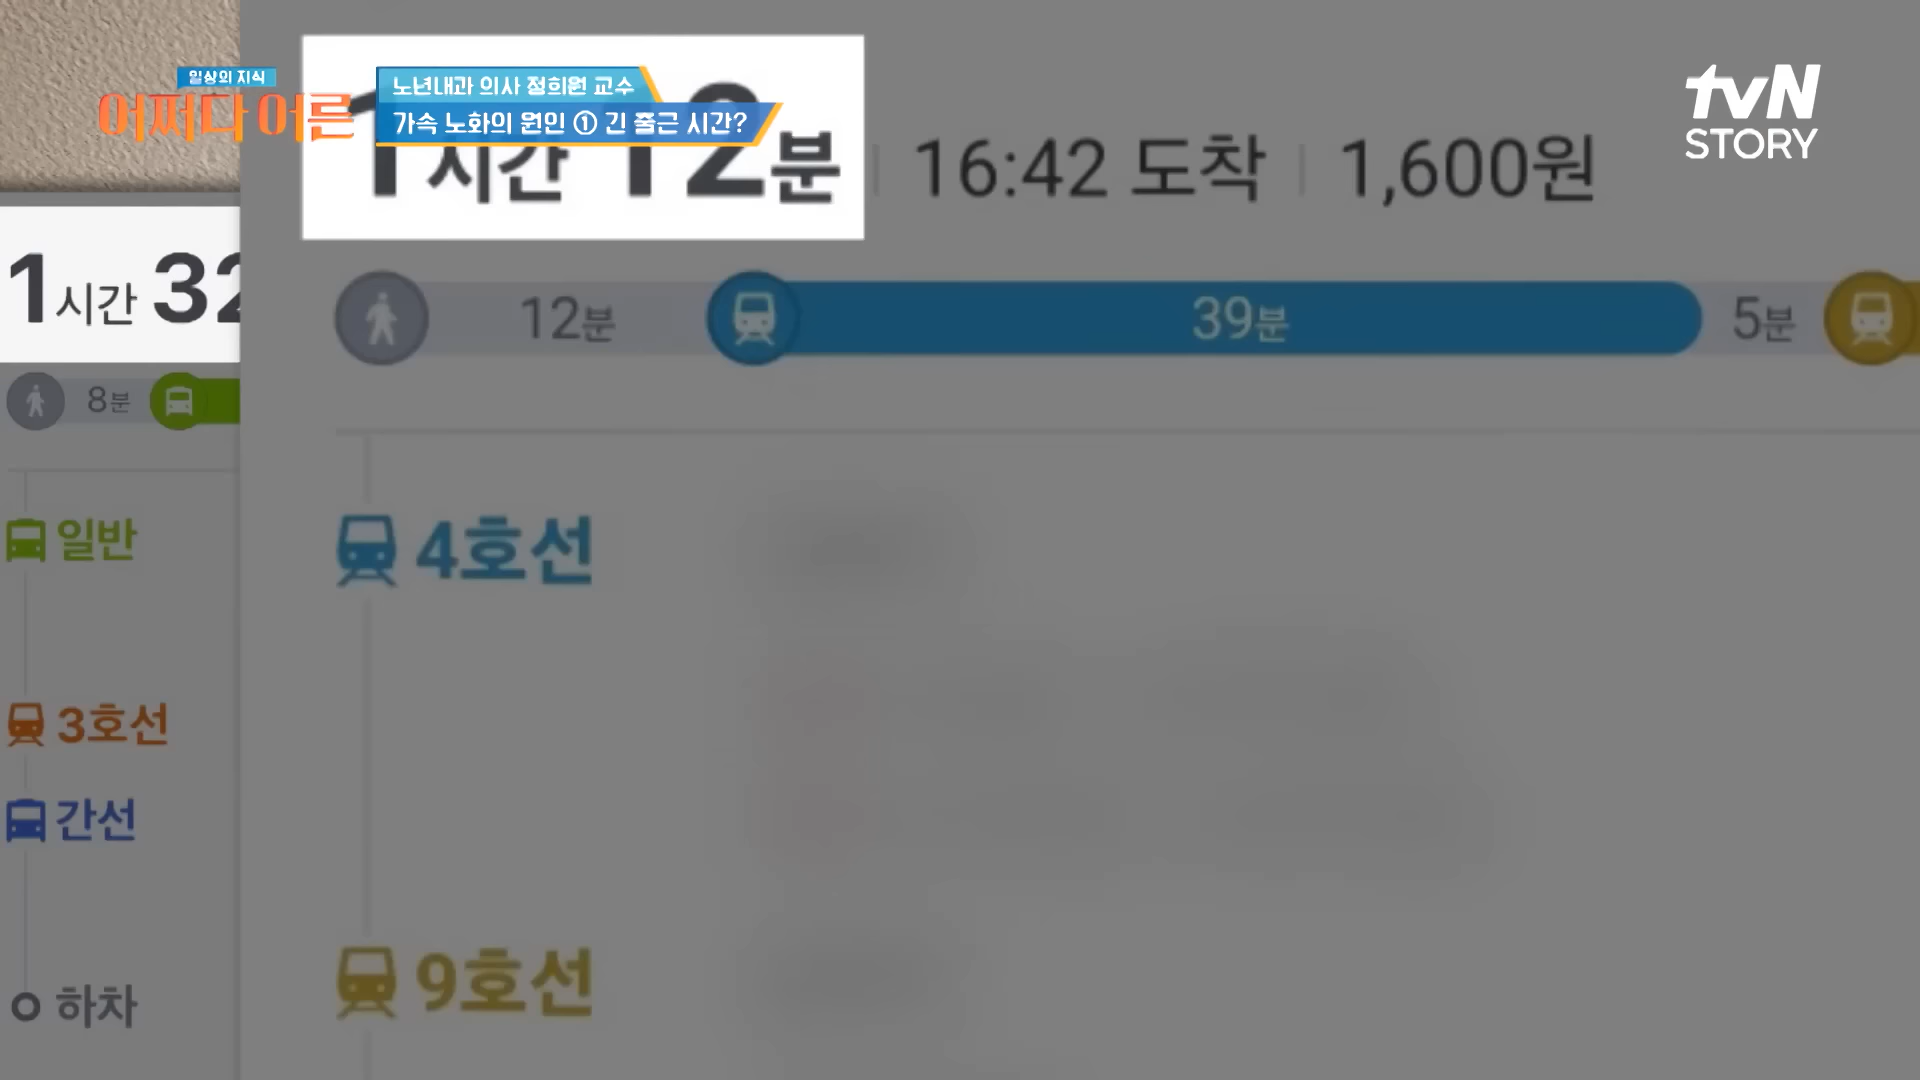 일상의 지식
어쩌다 어른
노년내과 의사 정희원 교수
가속 노화의 원인 ① 긴 출근 시간?
tvN
STORY
1시간 12분 16:42 도착 1,600원
12분 39분 5분
4호선
9호선
1시간 32
8분
일반
3호선
간선
하차